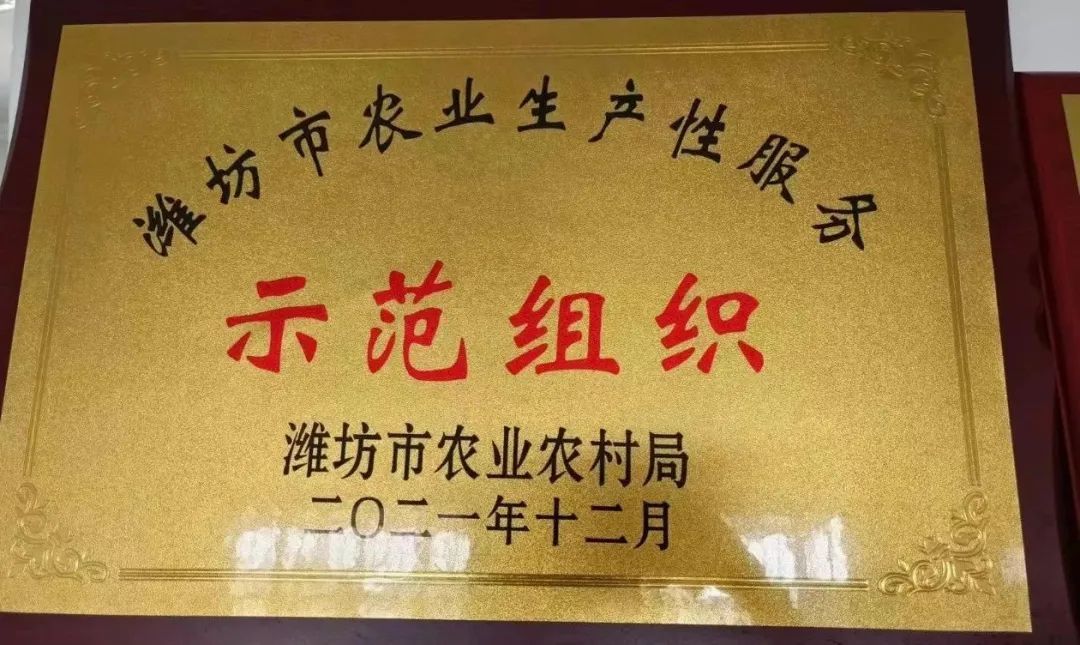 潍坊市农业生产性服务
示范组织
潍坊市农业农村局
二〇二一年十二月